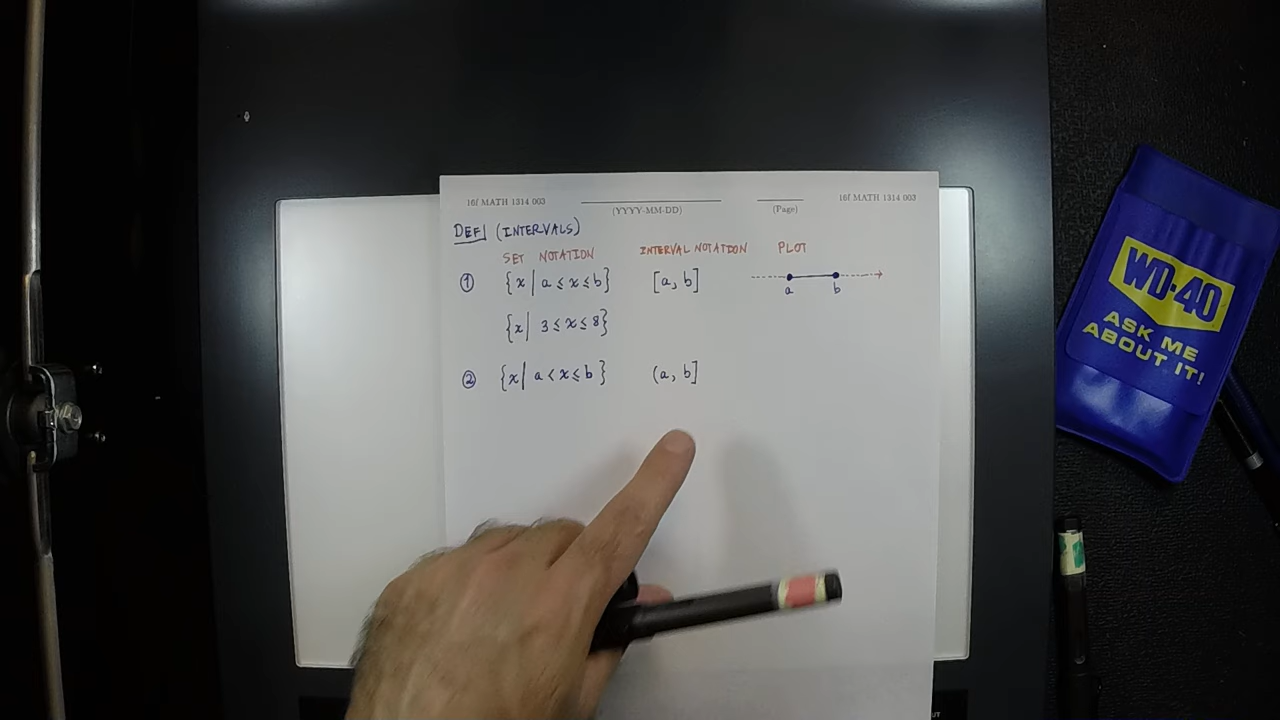 16f MATH 1314 003 (YYYY-MM-DD) (Page) 16f MATH 1314 003
DEF (INTERVALS)
SET NOTATION INTERVAL NOTATION PLOT
① {x | a ≤ x ≤ b} [a, b] a b
{x | 3 ≤ x ≤ 8}
② {x | a < x ≤ b} (a, b]
WD-40
ASK ME
ABOUT IT!